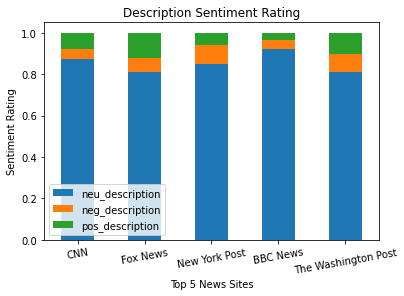 Description Sentiment Rating
Sentiment Rating
1.0
0.8
0.6
0.4
0.2
0.0
neu_description
neg_description
pos_description
CNN
Fox News
New York Post
BBC News
The Washington Post
Top 5 News Sites